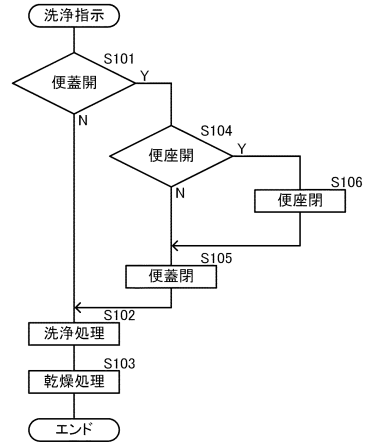 洗浄指示
S101
便蓋開
Y
N
S104
便座開
Y
N
S106
便座閉
S105
便蓋閉
S102
洗浄処理
S103
乾燥処理
エンド